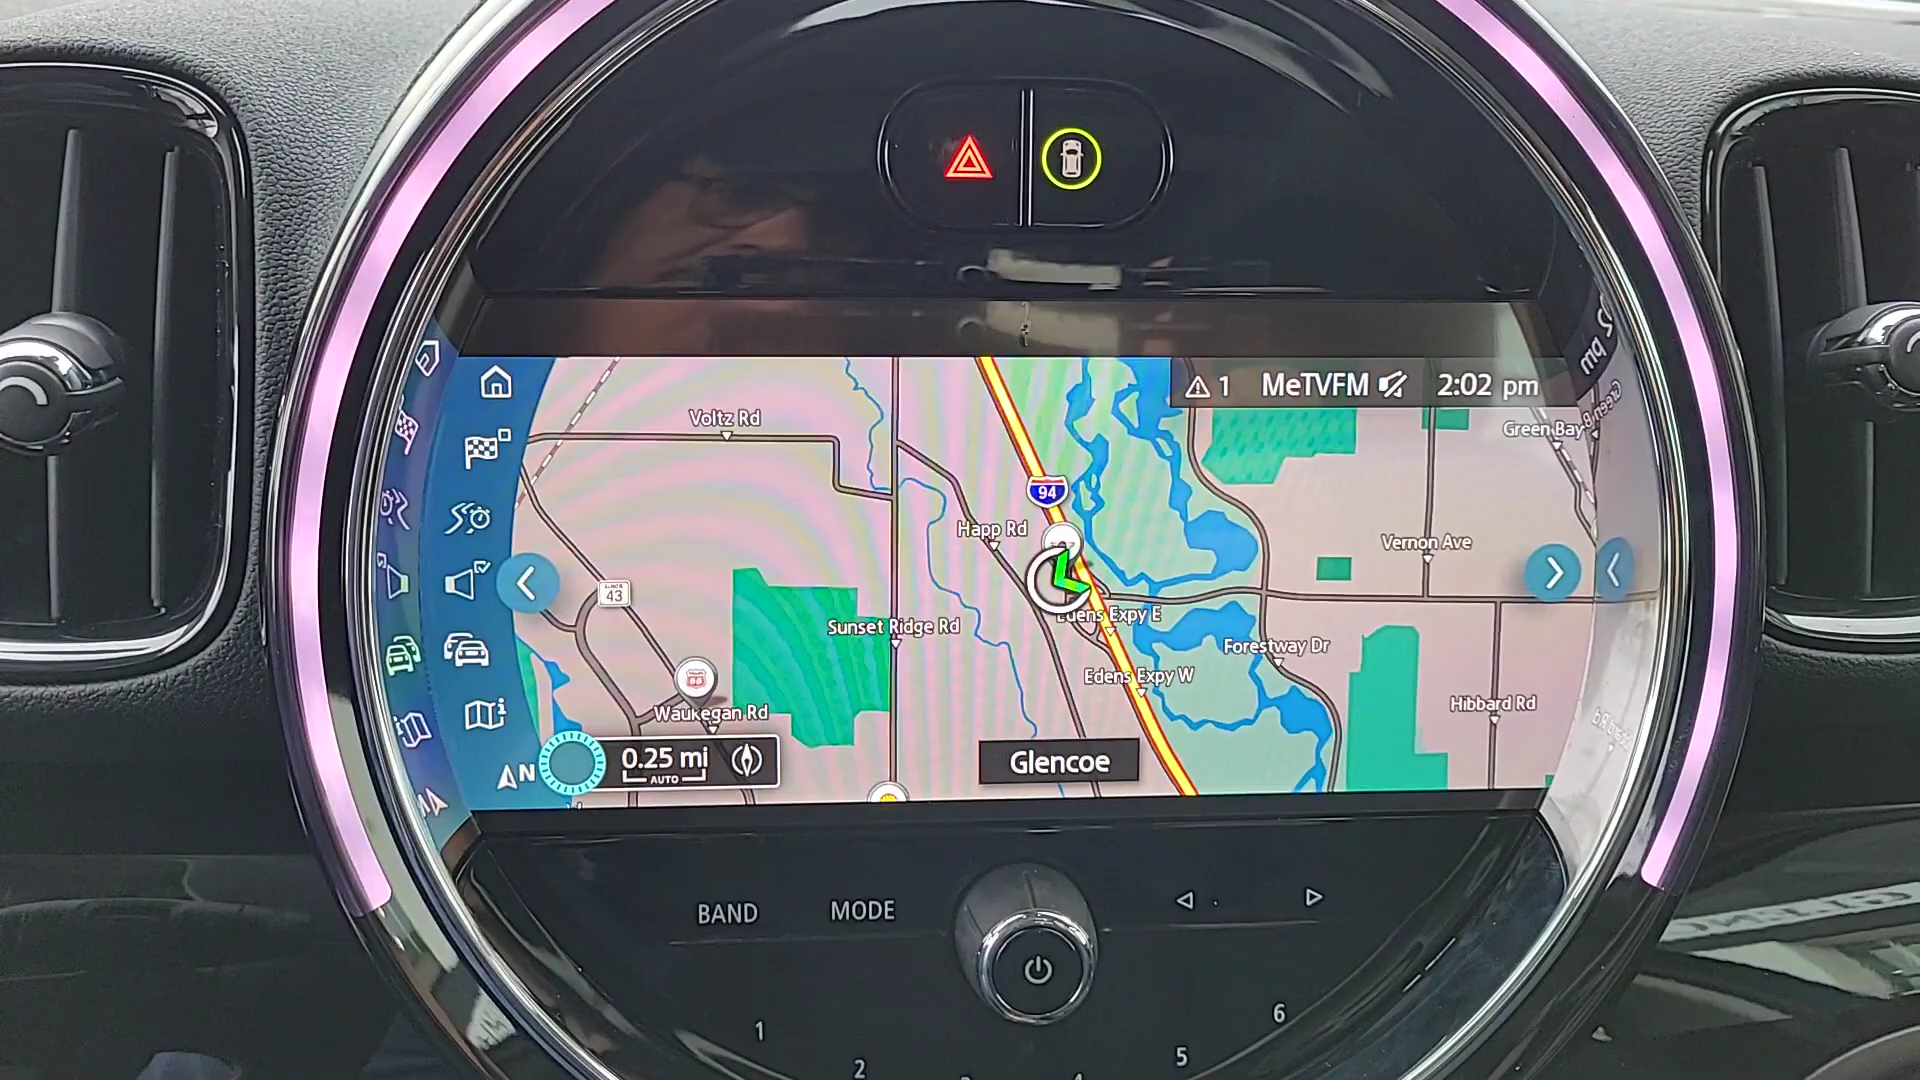 1 MeTVFM 2:02 pm
Voltz Rd
Green Bay
94
Happ Rd
Vernon Ave
ILLINOIS
43
Edens Expy E
Sunset Ridge Rd
Forestway Dr
Edens Expy W
Hibbard Rd
Waukegan Rd
N
0.25 mi
AUTO
Glencoe
BAND
MODE
1
2
5
6